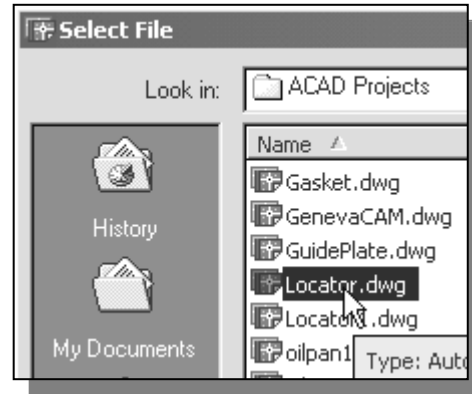 Select File
Look in:
ACAD Projects
Name
Gasket.dwg
GenevaCAM.dwg
History
GuidePlate.dwg
Locator.dwg
My Documents
oilpan1
Type: Auto